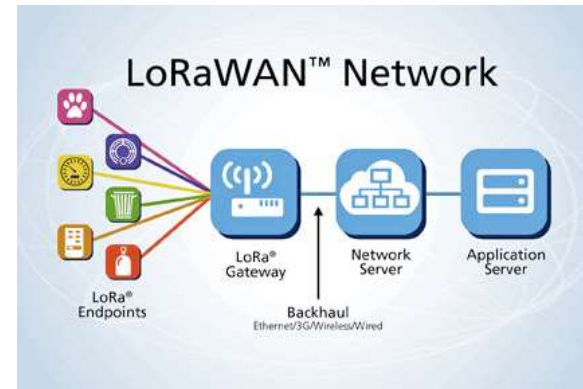 LoRaWAN™ Network
LoRa®
Endpoints
LoRa®
Gateway
Network
Server
Application
Server
Backhaul
Ethernet/3G/Wireless/Wired